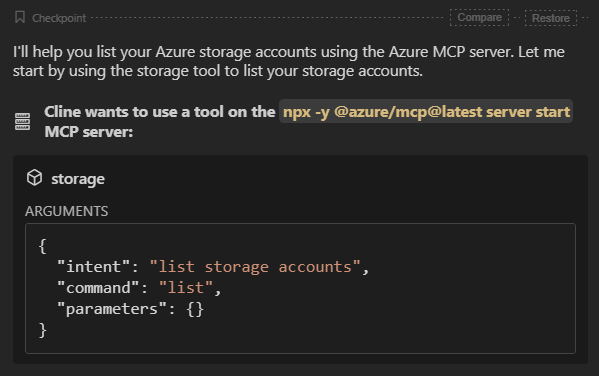 Checkpoint Compare Restore
I'll help you list your Azure storage accounts using the Azure MCP server. Let me
start by using the storage tool to list your storage accounts.
Cline wants to use a tool on the npx -y @azure/mcp@latest server start
MCP server:
storage
ARGUMENTS
{
  "intent": "list storage accounts",
  "command": "list",
  "parameters": {}
}